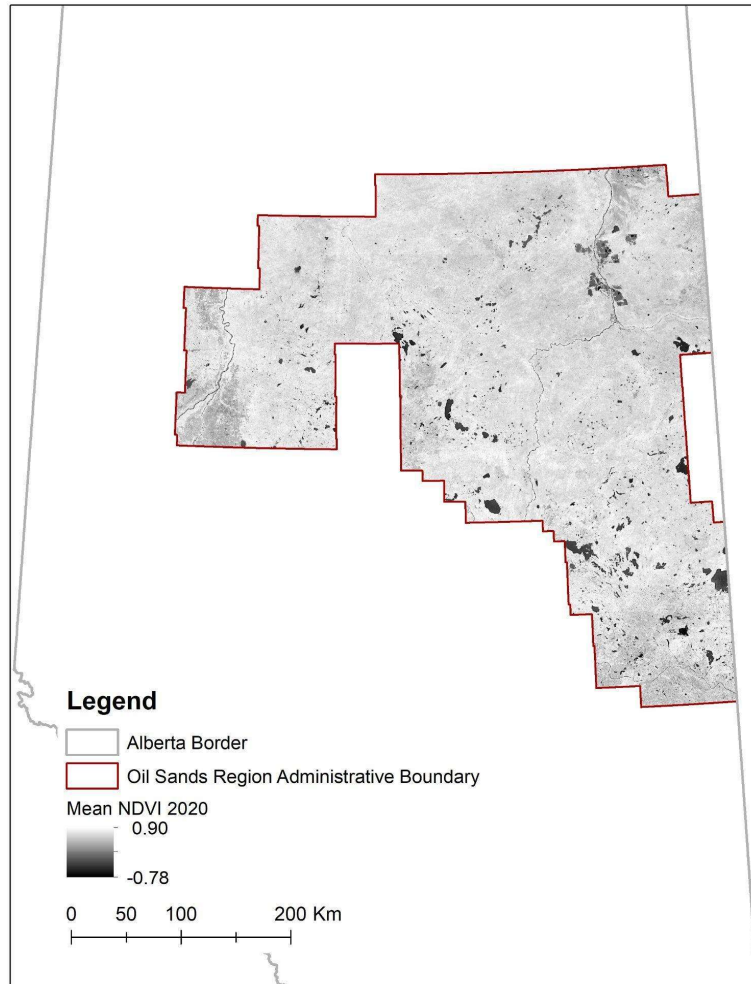 Legend
Alberta Border
Oil Sands Region Administrative Boundary
Mean NDVI 2020
0.90
-0.78
0 50 100 200 Km